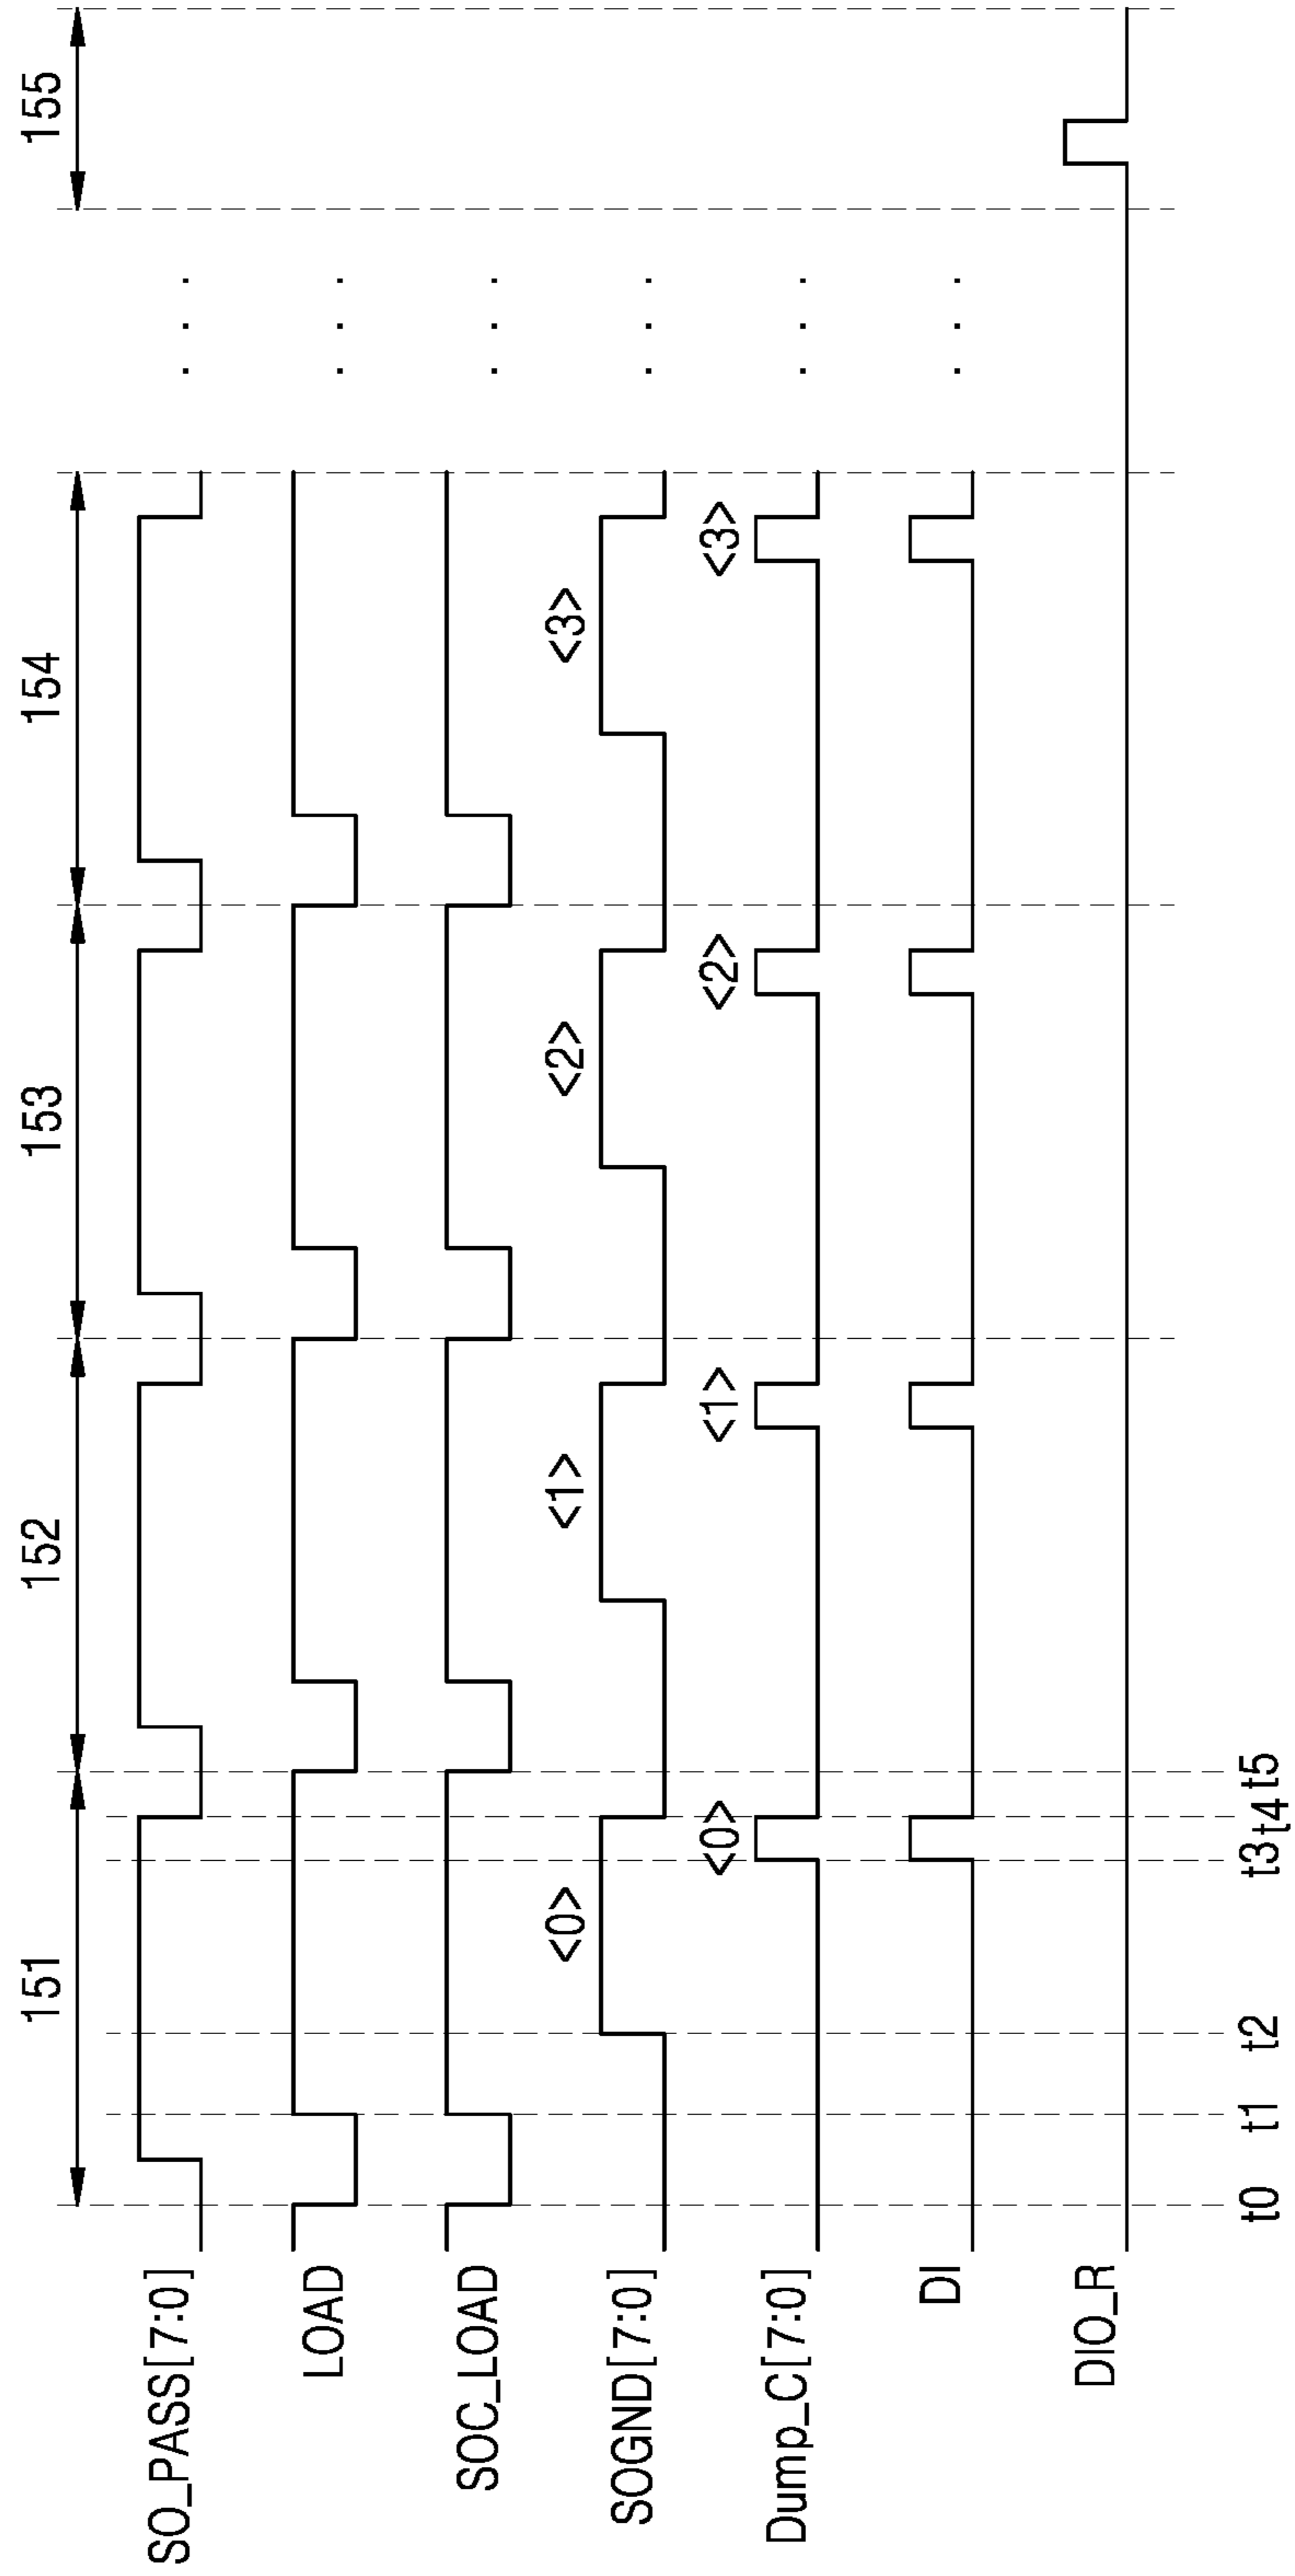 151 152 153 154 155
SO_PASS[7:0]
LOAD
SOC_LOAD
<0> <1> <2> <3>
SOGND[7:0]
<0> <1> <2> <3>
Dump_C[7:0]
DI
DIO_R
t0 t1 t2 t3 t4 t5